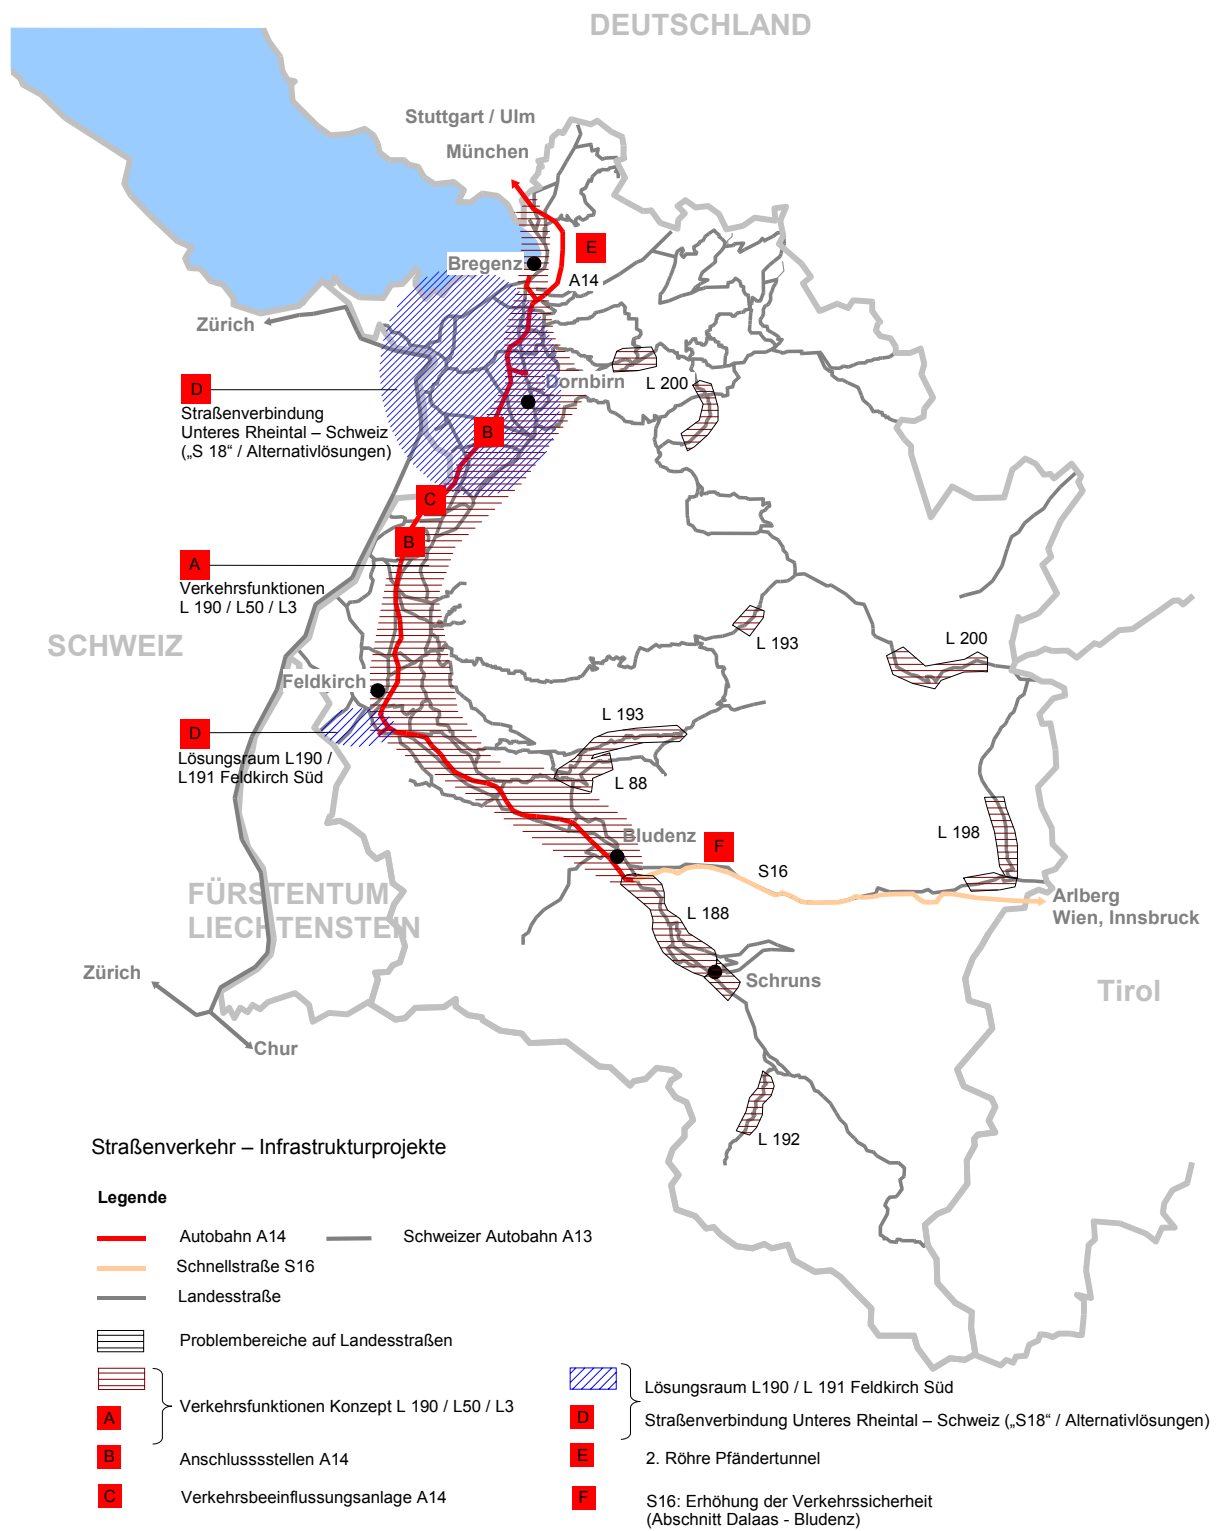 DEUTSCHLAND
Stuttgart / Ulm
München
E
Bregenz
A14
Zürich
D
Straßenverbindung
Unteres Rheintal – Schweiz
(„S 18“ / Alternativlösungen)
Dornbirn
L 200
B
C
B
A
Verkehrsfunktionen
L 190 / L50 / L3
SCHWEIZ
L 193
L 200
Feldkirch
D
Lösungsraum L190 /
L191 Feldkirch Süd
L 193
L 88
Bludenz
F
S16
L 198
FÜRSTENTUM
LIECHTENSTEIN
L 188
Arlberg
Wien, Innsbruck
Zürich
Schruns
Tirol
Chur
L 192
Straßenverkehr – Infrastrukturprojekte
Legende
Autobahn A14
Schweizer Autobahn A13
Schnellstraße S16
Landesstraße
Problembereiche auf Landesstraßen
A
Verkehrsfunktionen Konzept L 190 / L50 / L3
B
Anschlusssstellen A14
C
Verkehrsbeeinflussungsanlage A14
Lösungsraum L190 / L 191 Feldkirch Süd
D
Straßenverbindung Unteres Rheintal – Schweiz („S18“ / Alternativlösungen)
E
2. Röhre Pfändertunnel
F
S16: Erhöhung der Verkehrssicherheit
(Abschnitt Dalaas - Bludenz)